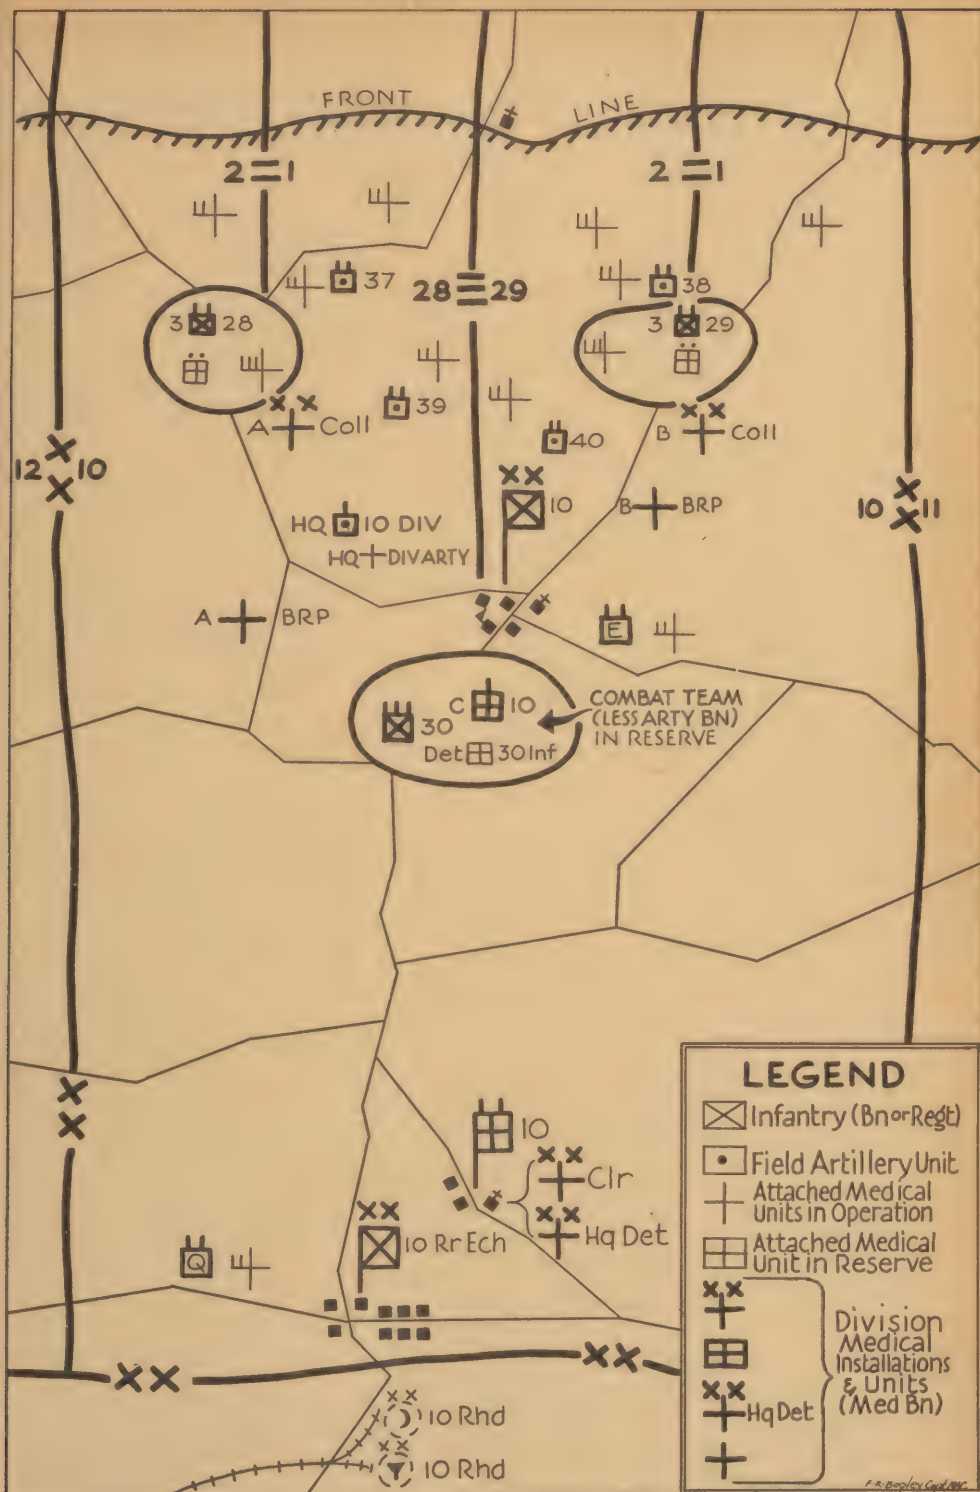 FRONT LINE
2 1
2 1
37
28 29
38
3 28
3 29
39
A Coll
B Coll
40
12 10
10
10 11
HQ 10 DIV
B BRP
HQ DIVARTY
A BRP
E
C 10
COMBAT TEAM
(LESS ARTY BN)
IN RESERVE
30
Det 30 Inf
10
Clr
Hq Det
10 Rr Ech
Q
10 Rhd
10 Rhd
LEGEND
Infantry (Bn or Regt)
Field Artillery Unit
Attached Medical
Units in Operation
Attached Medical
Unit in Reserve
Division
Medical
Installations
& Units
(Med Bn)
Hq Det
F.R. Bagley Capt. MAC.